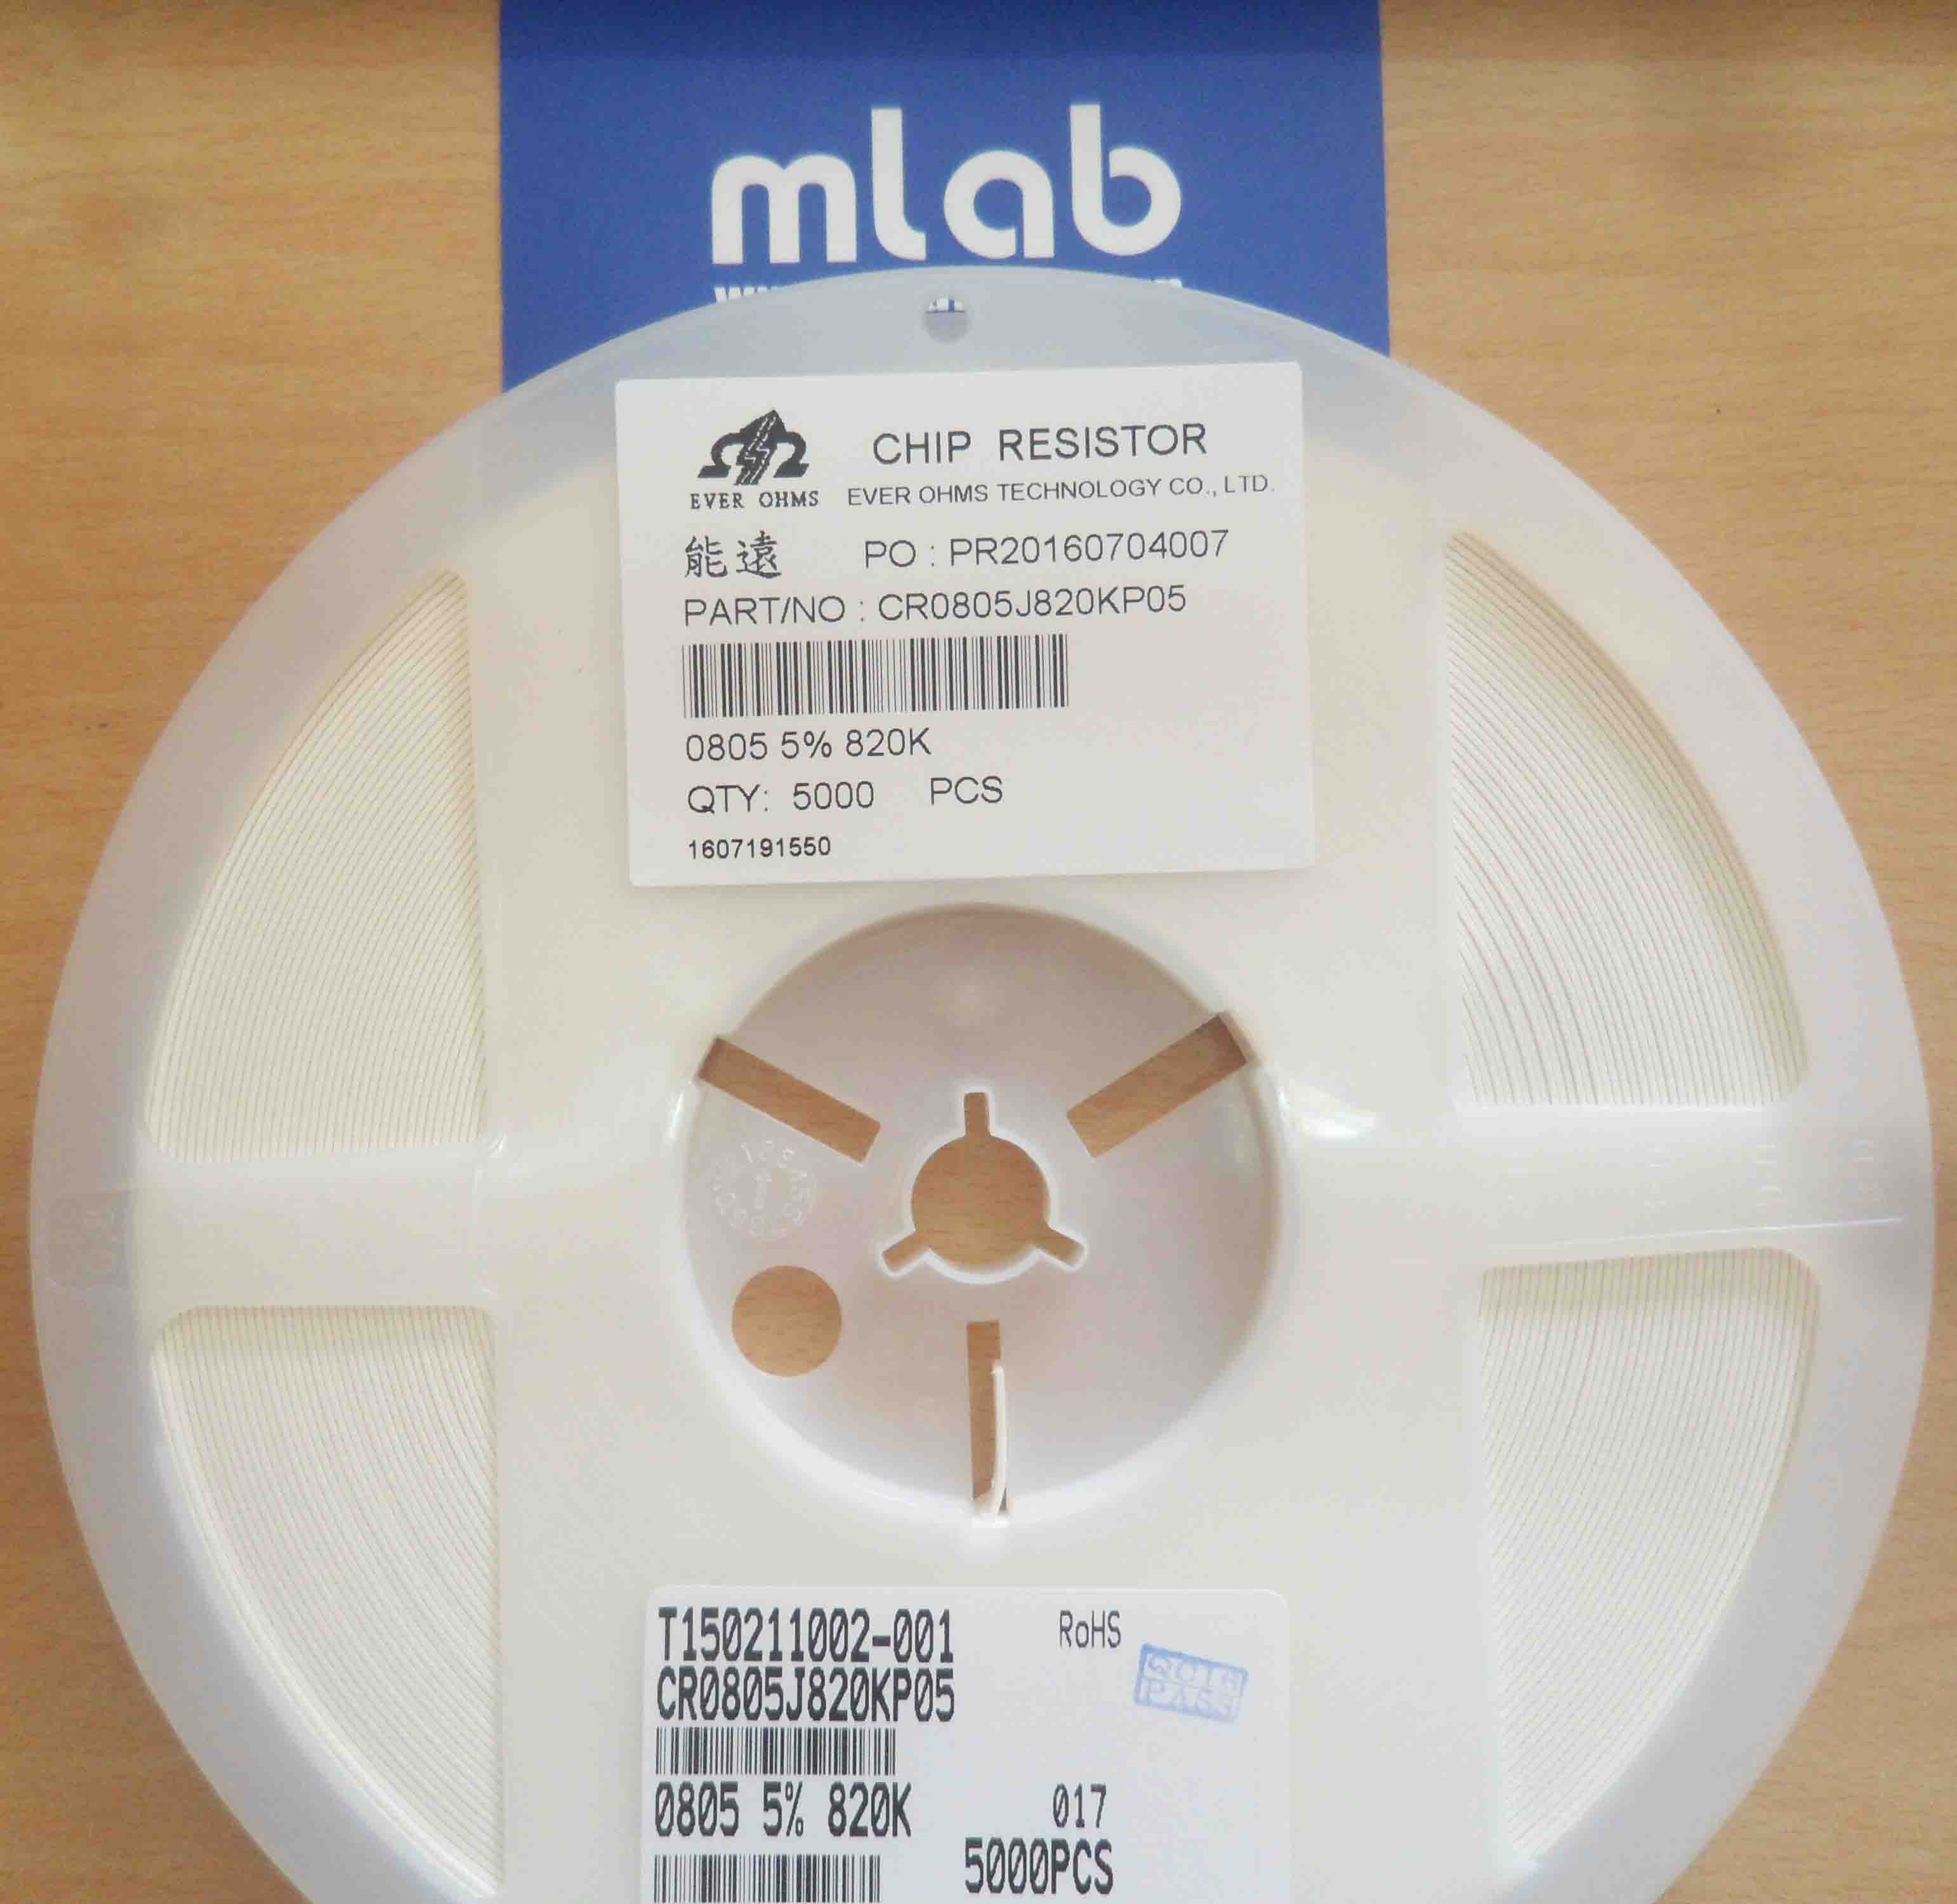 mlab
CHIP RESISTOR
EVER OHMS
EVER OHMS TECHNOLOGY CO., LTD.
能遠
PO : PR20160704007
PART/NO : CR0805J820KP05
0805 5% 820K
QTY: 5000 PCS
1607191550
T150211002-001
RoHS
CR0805J820KP05
PASS
0805 5% 820K
017
5000PCS